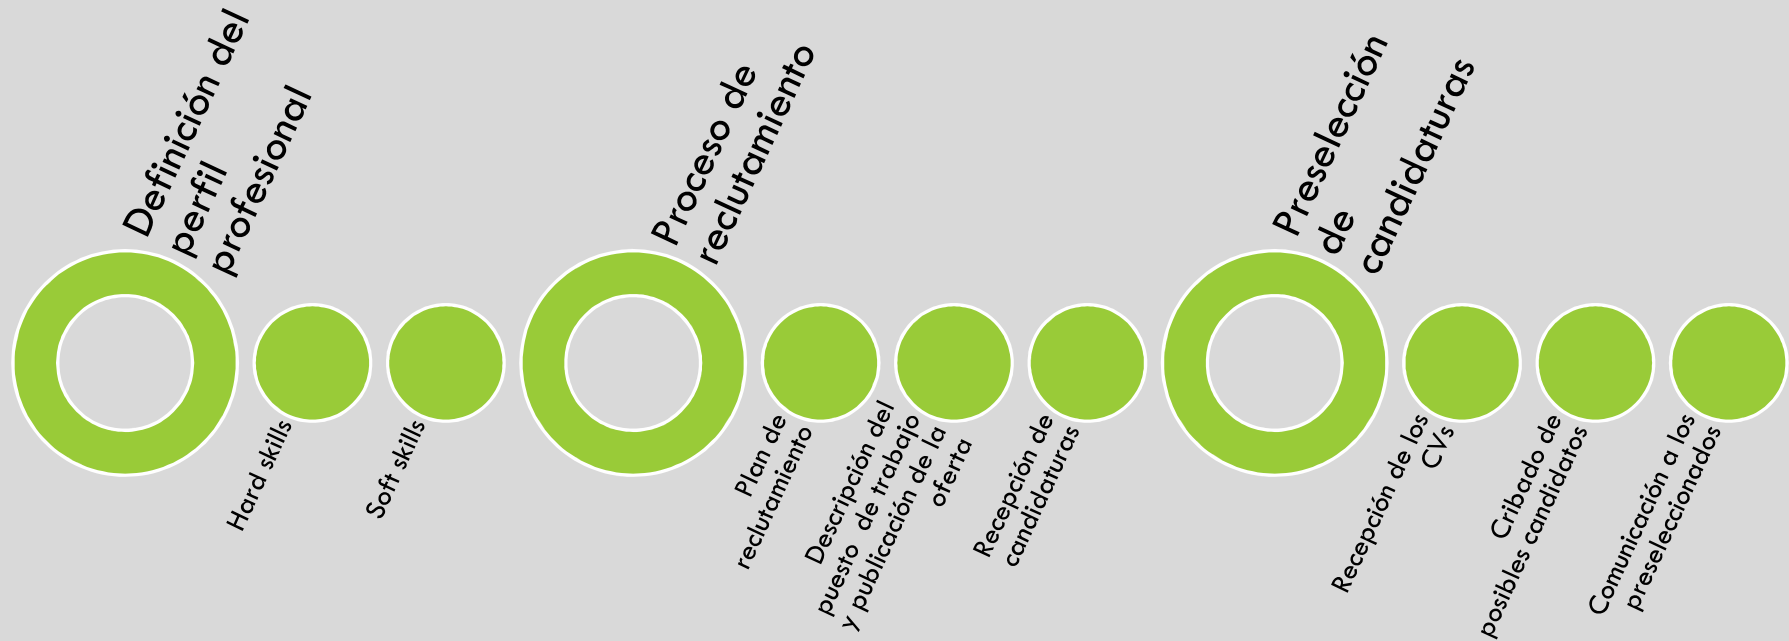 Definición del
perfil
profesional
Hard skills
Soft skills
Proceso de
reclutamiento
Plan de
reclutamiento
Descripción del
puesto de trabajo
y publicación de la
oferta
Recepción de
candidaturas
Preselección
de
candidaturas
Recepción de los
CVs
Cribado de
posibles candidatos
Comunicación a los
preseleccionados